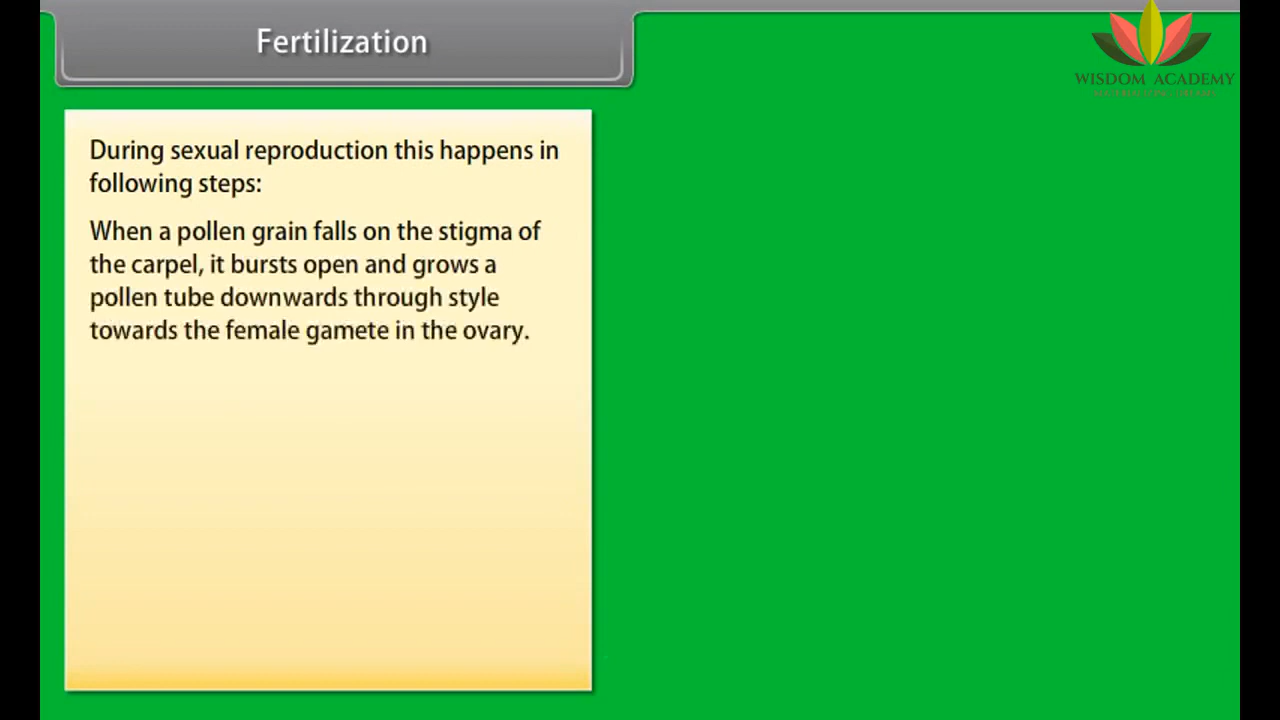 Fertilization
WISDOM ACADEMY
During sexual reproduction this happens in
following steps:
When a pollen grain falls on the stigma of
the carpel, it bursts open and grows a
pollen tube downwards through style
towards the female gamete in the ovary.